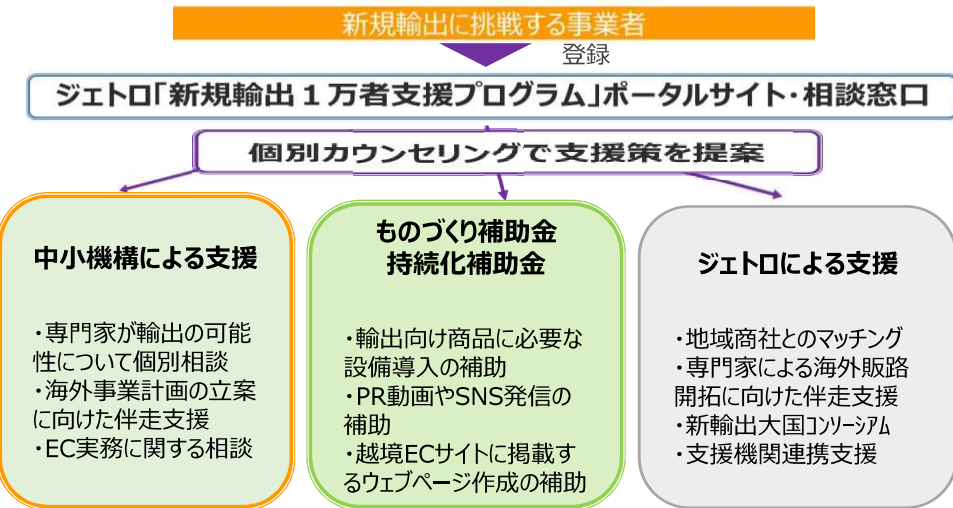 新規輸出に挑戦する事業者
登録
ジェトロ「新規輸出１万者支援プログラム」ポータルサイト・相談窓口
個別カウンセリングで支援策を提案
中小機構による支援
・専門家が輸出の可能
性について個別相談
・海外事業計画の立案
に向けた伴走支援
・EC実務に関する相談
ものづくり補助金
持続化補助金
・輸出向け商品に必要な
設備導入の補助
・PR動画やSNS発信の
補助
・越境ECサイトに掲載す
るウェブページ作成の補助
ジェトロによる支援
・地域商社とのマッチング
・専門家による海外販路
開拓に向けた伴走支援
・新輸出大国ｺﾝｿｰｼｱﾑ
・支援機関連携支援